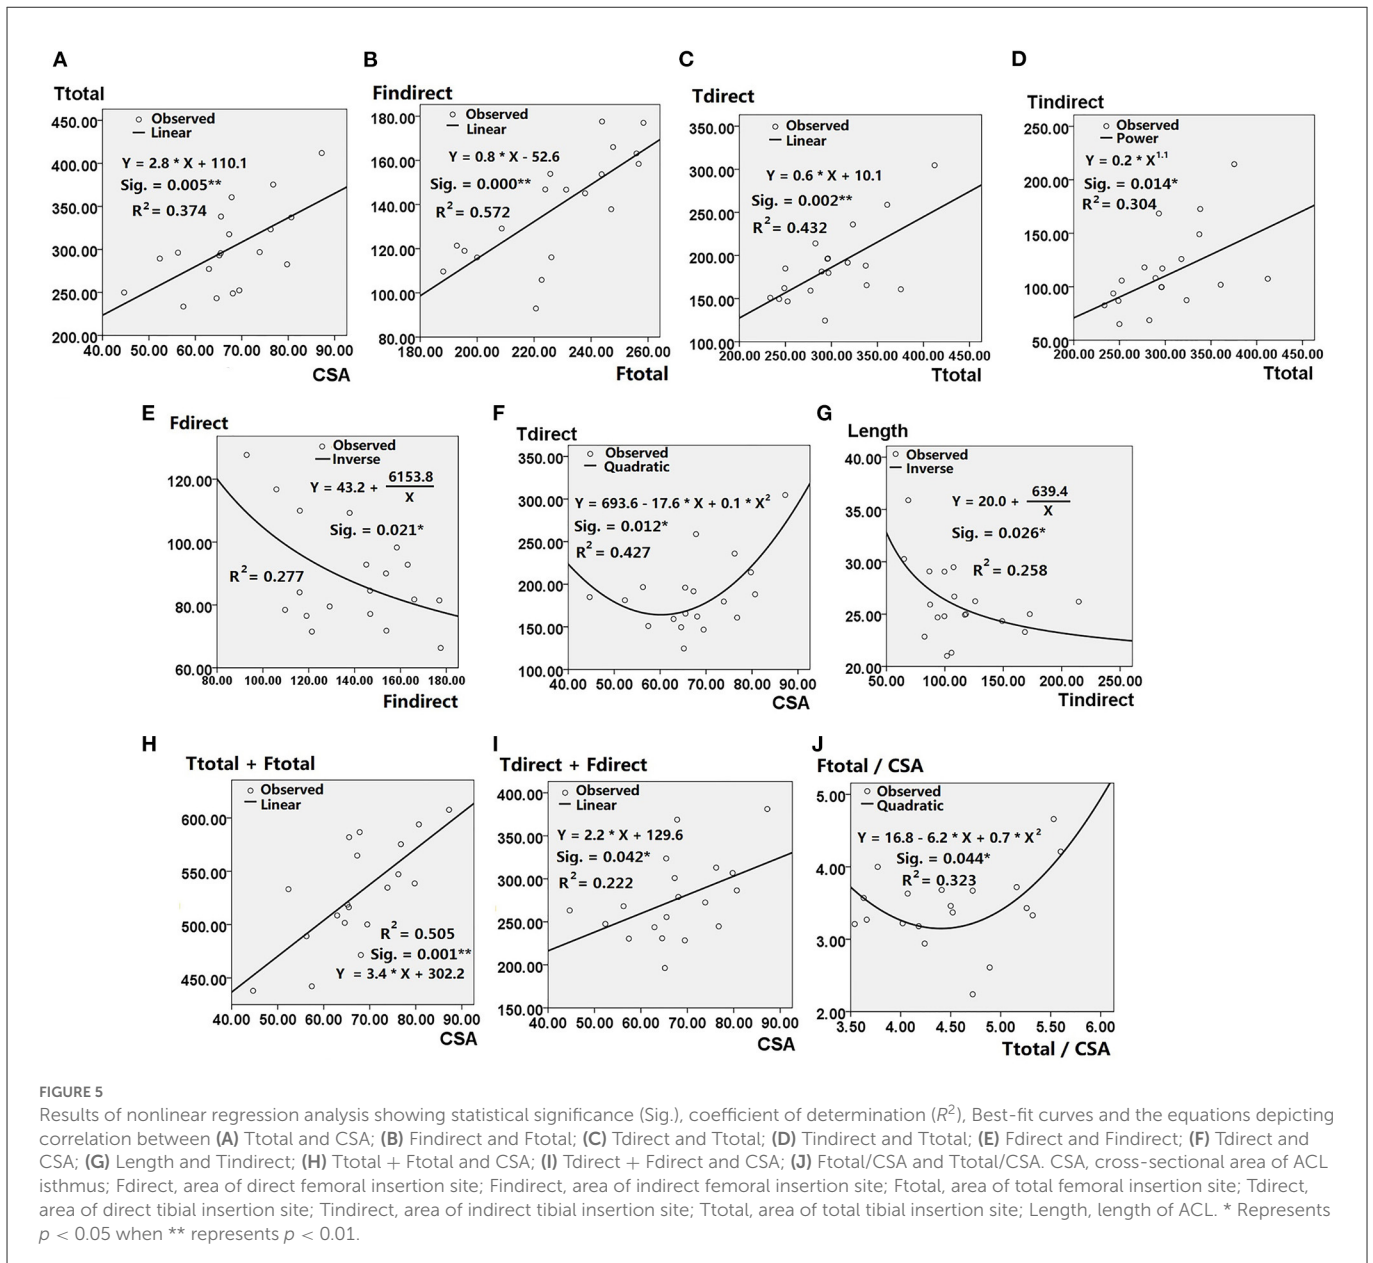 A
Ttotal
Observed
Linear
Y = 2.8 * X + 110.1
Sig. = 0.005**
R2 = 0.374
450.00
400.00
350.00
300.00
250.00
200.00
40.00 50.00 60.00 70.00 80.00 90.00
CSA
B
Findirect
Observed
Linear
Y = 0.8 * X - 52.6
Sig. = 0.000**
R2 = 0.572
180.00
160.00
140.00
120.00
100.00
80.00
180.00 200.00 220.00 240.00 260.00
Ftotal
C
Tdirect
Observed
Linear
Y = 0.6 * X + 10.1
Sig. = 0.002**
R2 = 0.432
350.00
300.00
250.00
200.00
150.00
100.00
200.00 250.00 300.00 350.00 400.00 450.00
Ttotal
D
Tindirect
Observed
Power
Y = 0.2 * X1.1
Sig. = 0.014*
R2 = 0.304
250.00
200.00
150.00
100.00
50.00
200.00 250.00 300.00 350.00 400.00 450.00
Ttotal
E
Fdirect
Observed
Inverse
Y = 43.2 + 6153.8 / X
Sig. = 0.021*
R2 = 0.277
120.00
100.00
80.00
60.00
80.00 100.00 120.00 140.00 160.00 180.00
Findirect
F
Tdirect
Observed
Quadratic
Y = 693.6 - 17.6 * X + 0.1 * X2
Sig. = 0.012*
R2 = 0.427
350.00
300.00
250.00
200.00
150.00
100.00
40.00 50.00 60.00 70.00 80.00 90.00
CSA
G
Length
Observed
Inverse
Y = 20.0 + 639.4 / X
Sig. = 0.026*
R2 = 0.258
40.00
35.00
30.00
25.00
20.00
50.00 100.00 150.00 200.00 250.00
Tindirect
H
Ttotal + Ftotal
Observed
Linear
R2 = 0.505
Sig. = 0.001**
Y = 3.4 * X + 302.2
600.00
550.00
500.00
450.00
40.00 50.00 60.00 70.00 80.00 90.00
CSA
I
Tdirect + Fdirect
Observed
Linear
Y = 2.2 * X + 129.6
Sig. = 0.042*
R2 = 0.222
400.00
350.00
300.00
250.00
200.00
150.00
40.00 50.00 60.00 70.00 80.00 90.00
CSA
J
Ftotal / CSA
Observed
Quadratic
Y = 16.8 - 6.2 * X + 0.7 * X2
Sig. = 0.044*
R2 = 0.323
5.00
4.00
3.00
2.00
3.50 4.00 4.50 5.00 5.50 6.00
Ttotal / CSA
FIGURE 5
Results of nonlinear regression analysis showing statistical significance (Sig.), coefficient of determination (R2), Best-fit curves and the equations depicting
correlation between (A) Ttotal and CSA; (B) Findirect and Ftotal; (C) Tdirect and Ttotal; (D) Tindirect and Ttotal; (E) Fdirect and Findirect; (F) Tdirect and
CSA; (G) Length and Tindirect; (H) Ttotal + Ftotal and CSA; (I) Tdirect + Fdirect and CSA; (J) Ftotal/CSA and Ttotal/CSA. CSA, cross-sectional area of ACL
isthmus; Fdirect, area of direct femoral insertion site; Findirect, area of indirect femoral insertion site; Ftotal, area of total femoral insertion site; Tdirect,
area of direct tibial insertion site; Tindirect, area of indirect tibial insertion site; Ttotal, area of total tibial insertion site; Length, length of ACL. * Represents
p < 0.05 when ** represents p < 0.01.